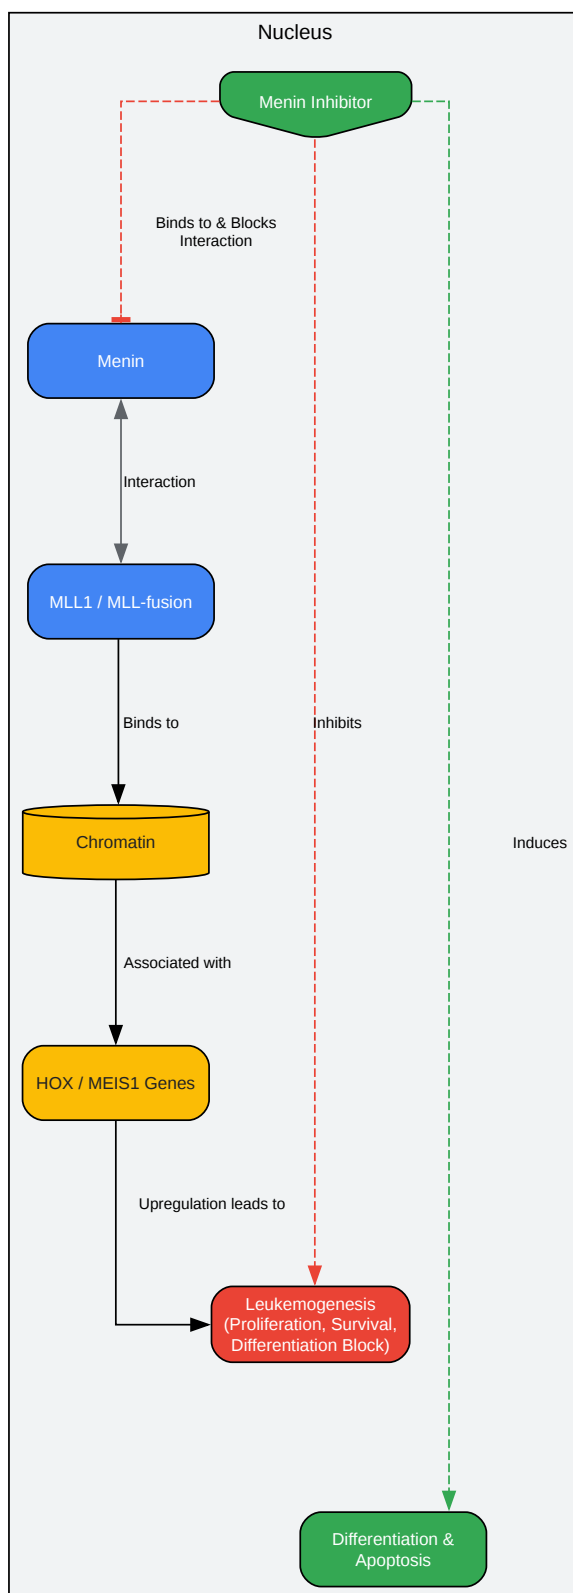 Nucleus
Menin Inhibitor
Binds to & Blocks
Interaction
Menin
Interaction
MLL1 / MLL-fusion
Binds to
Inhibits
Chromatin
Induces
Associated with
HOX / MEIS1 Genes
Upregulation leads to
Leukemogenesis
(Proliferation, Survival,
Differentiation Block)
Differentiation &
Apoptosis